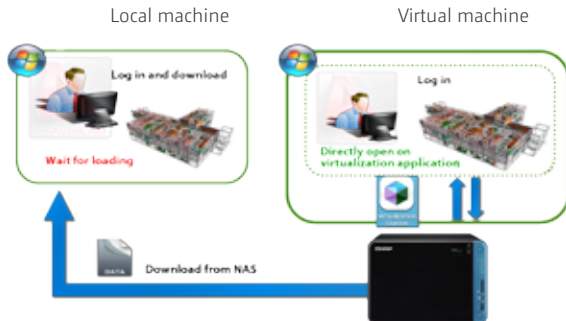 Local machine
Virtual machine
Log in and download
Log in
Wait for loading
Directly open on
virtualization application
DATA
Download from NAS